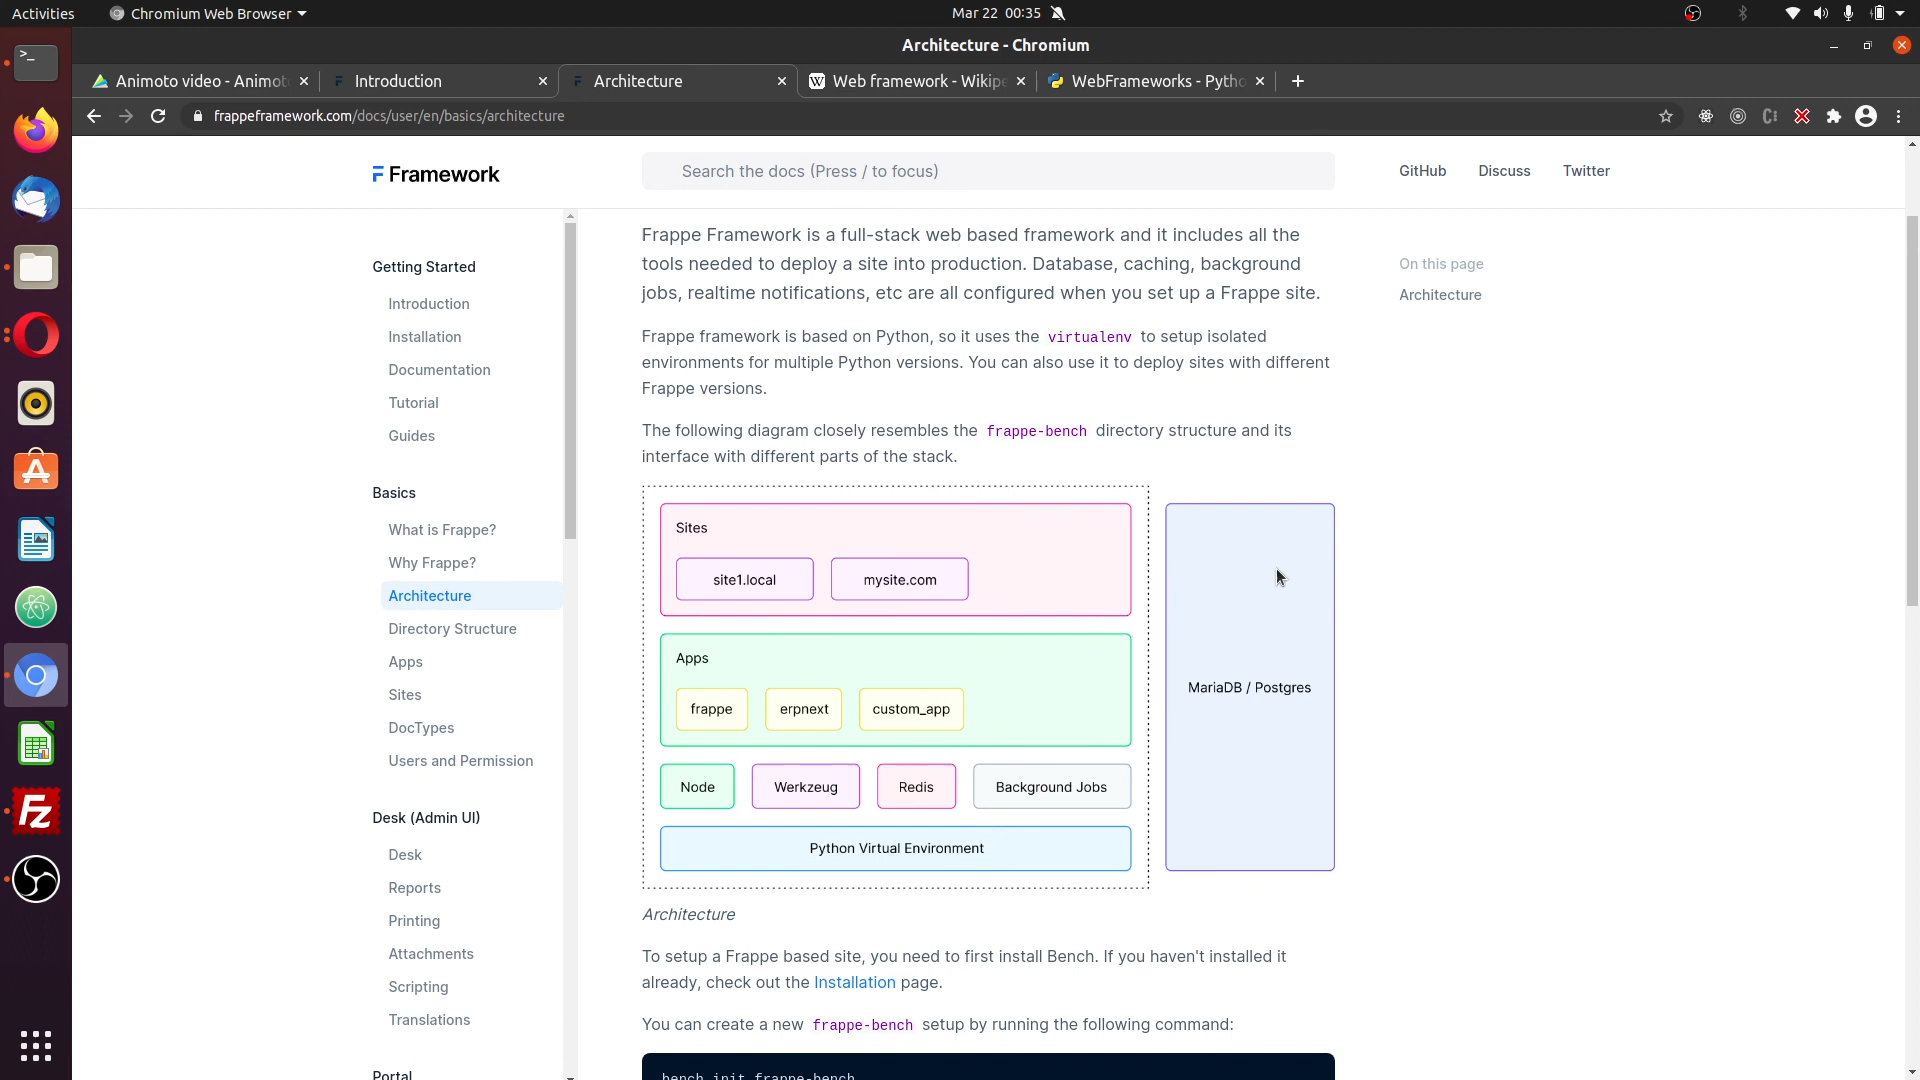 Activities
Chromium Web Browser
Mar 22 00:35
Architecture - Chromium
Animoto video - Animot
Introduction
Architecture
Web framework - Wikipe
WebFrameworks - Pytho
frappeframework.com/docs/user/en/basics/architecture
Framework
Search the docs (Press / to focus)
GitHub
Discuss
Twitter
Getting Started
Introduction
Installation
Documentation
Tutorial
Guides
Basics
What is Frappe?
Why Frappe?
Architecture
Directory Structure
Apps
Sites
DocTypes
Users and Permission
Desk (Admin UI)
Desk
Reports
Printing
Attachments
Scripting
Translations
Portal
Frappe Framework is a full-stack web based framework and it includes all the
tools needed to deploy a site into production. Database, caching, background
jobs, realtime notifications, etc are all configured when you set up a Frappe site.
Frappe framework is based on Python, so it uses the virtualenv to setup isolated
environments for multiple Python versions. You can also use it to deploy sites with different
Frappe versions.
The following diagram closely resembles the frappe-bench directory structure and its
interface with different parts of the stack.
Sites
site1.local
mysite.com
Apps
frappe
erpnext
custom_app
Node
Werkzeug
Redis
Background Jobs
Python Virtual Environment
MariaDB / Postgres
Architecture
To setup a Frappe based site, you need to first install Bench. If you haven't installed it
already, check out the Installation page.
You can create a new frappe-bench setup by running the following command:
bench init frappe-bench
On this page
Architecture